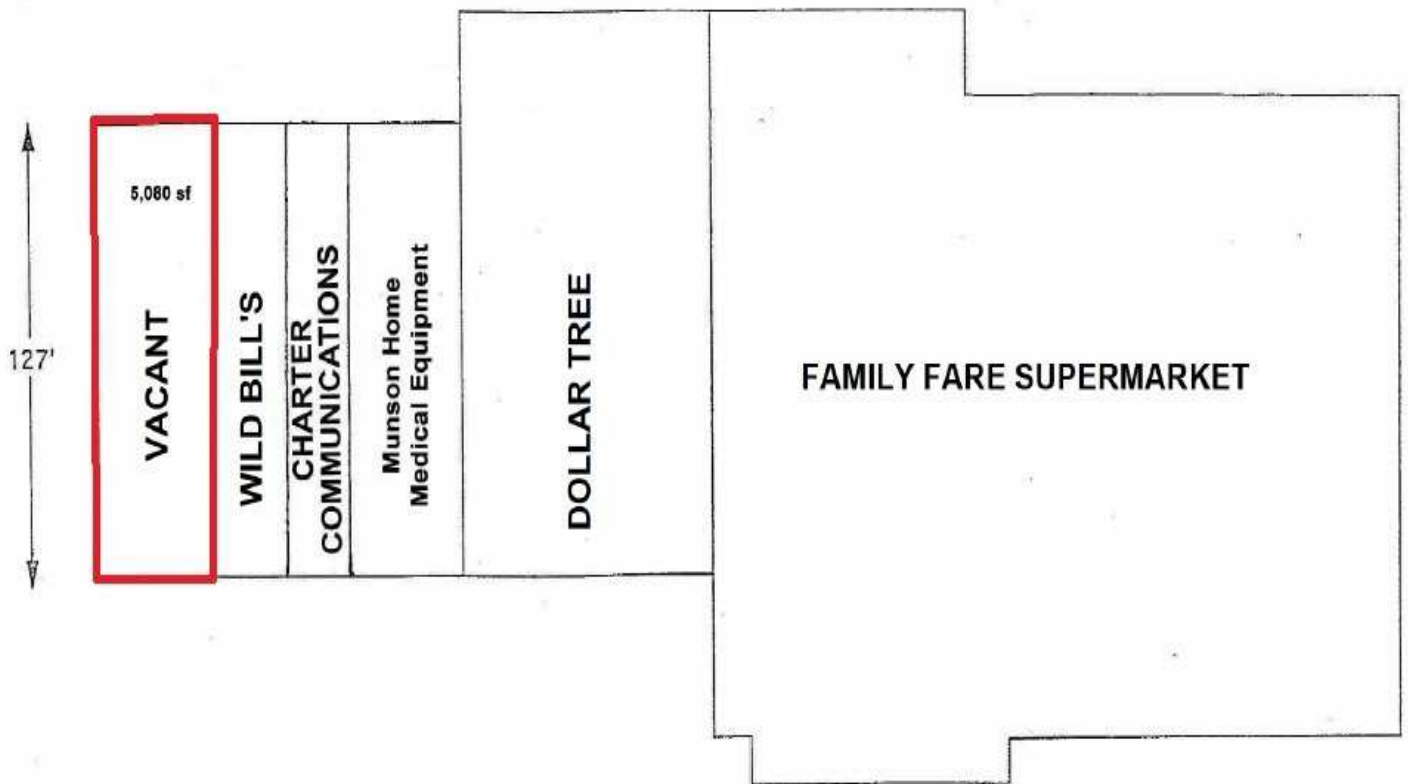 127'
5,080 sf
VACANT
WILD BILL'S
CHARTER
COMMUNICATIONS
Munson Home
Medical Equipment
DOLLAR TREE
FAMILY FARE SUPERMARKET